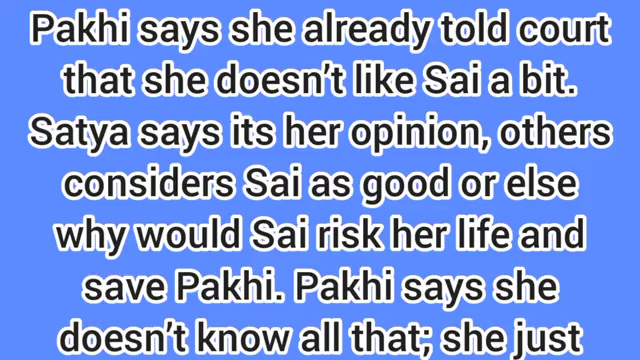 Pakhi says she already told court
that she doesn’t like Sai a bit.
Satya says its her opinion, others
considers Sai as good or else
why would Sai risk her life and
save Pakhi. Pakhi says she
doesn’t know all that; she just